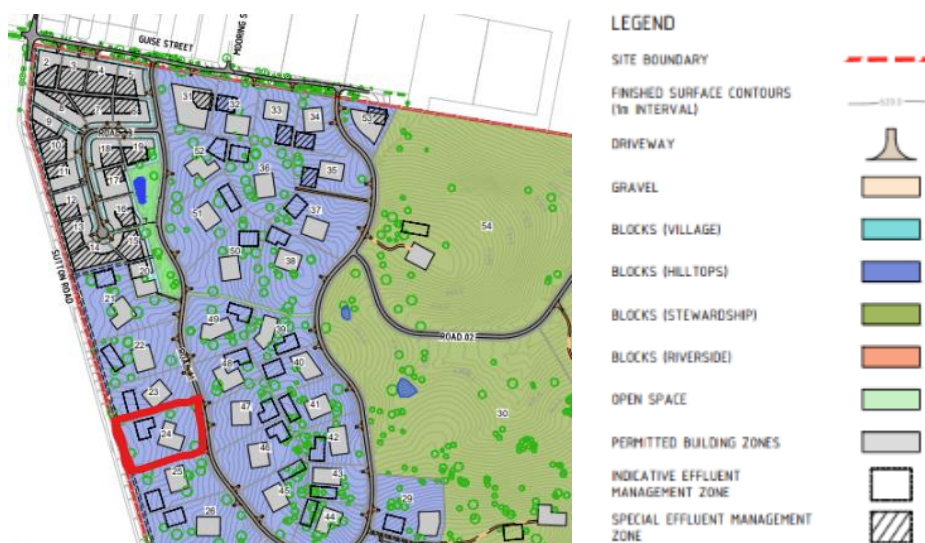 GUISE STREET
MOORING S
2
3
4
5
31
32
33
34
53
8
7
6
9
ROAD
10
18
19
52
11
17
36
35
12
16
51
37
54
13
14
15
SUTTON ROAD
20
50
38
21
49
39
ROAD 02
22
48
40
23
47
41
30
24
46
42
25
43
45
29
26
44
LEGEND
SITE BOUNDARY
FINISHED SURFACE CONTOURS
(1m INTERVAL)
DRIVEWAY
GRAVEL
BLOCKS (VILLAGE)
BLOCKS (HILLTOPS)
BLOCKS (STEWARDSHIP)
BLOCKS (RIVERSIDE)
OPEN SPACE
PERMITTED BUILDING ZONES
INDICATIVE EFFLUENT
MANAGEMENT ZONE
SPECIAL EFFLUENT MANAGEMENT
ZONE